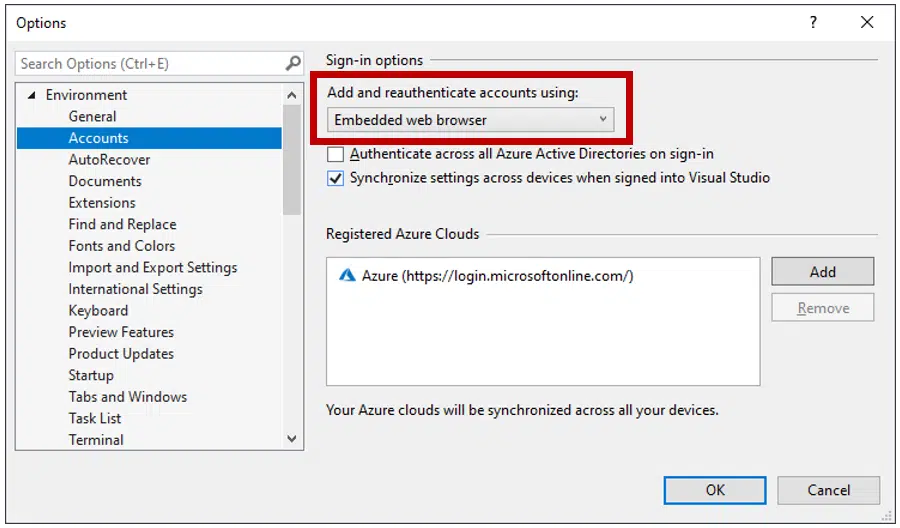 Options
?
Search Options (Ctrl+E)
Environment
General
Accounts
AutoRecover
Documents
Extensions
Find and Replace
Fonts and Colors
Import and Export Settings
International Settings
Keyboard
Preview Features
Product Updates
Startup
Tabs and Windows
Task List
Terminal
Sign-in options
Add and reauthenticate accounts using:
Embedded web browser
Authenticate across all Azure Active Directories on sign-in
Synchronize settings across devices when signed into Visual Studio
Registered Azure Clouds
Azure (https://login.microsoftonline.com/)
Add
Remove
Your Azure clouds will be synchronized across all your devices.
OK
Cancel